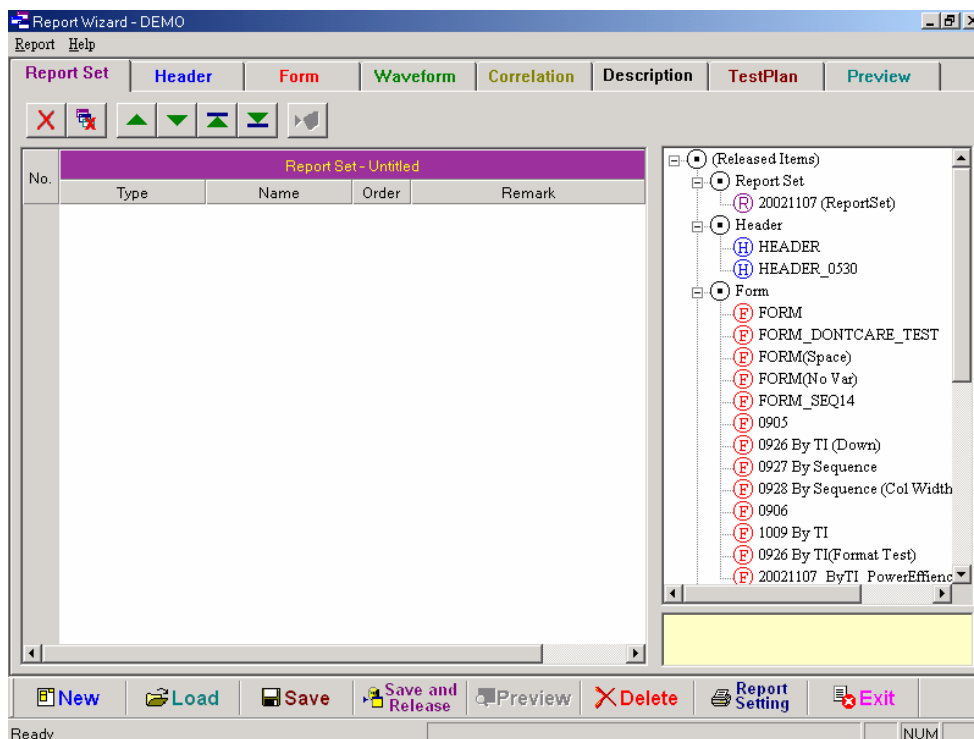 Report Wizard - DEMO
Report Help
Report Set Header Form Waveform Correlation Description TestPlan Preview
No. Report Set - Untitled
Type Name Order Remark
(Released Items)
Report Set
R 20021107 (ReportSet)
Header
H HEADER
H HEADER_0530
Form
F FORM
F FORM_DONTCARE_TEST
F FORM(Space)
F FORM(No Var)
F FORM_SEQ14
F 0905
F 0926 By TI (Down)
F 0927 By Sequence
F 0928 By Sequence (Col Width
F 0906
F 1009 By TI
F 0926 By TI(Format Test)
F 20021107_ByTI_PowerEffienc
New Load Save Save and Release Preview Delete Report Setting Exit
Ready NUM